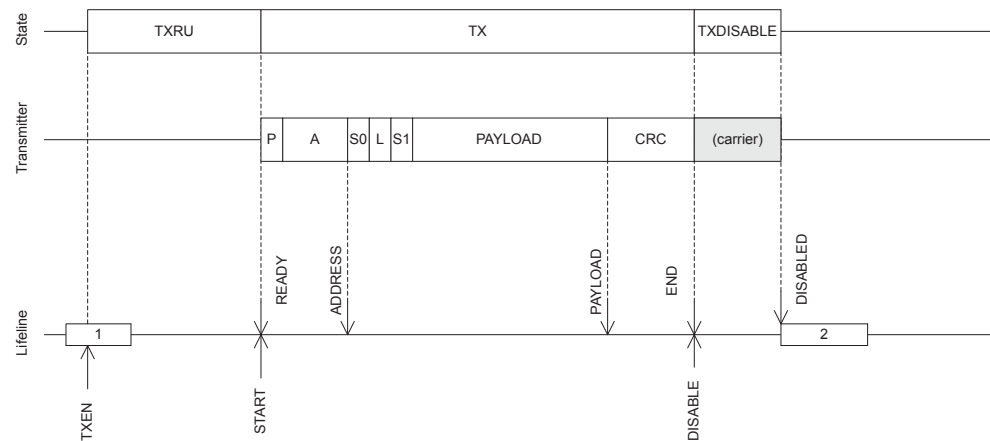 State
TXRU
TX
TXDISABLE
Transmitter
P
A
S0
L
S1
PAYLOAD
CRC
(carrier)
READY
ADDRESS
PAYLOAD
END
DISABLED
Lifeline
1
2
TXEN
START
DISABLE